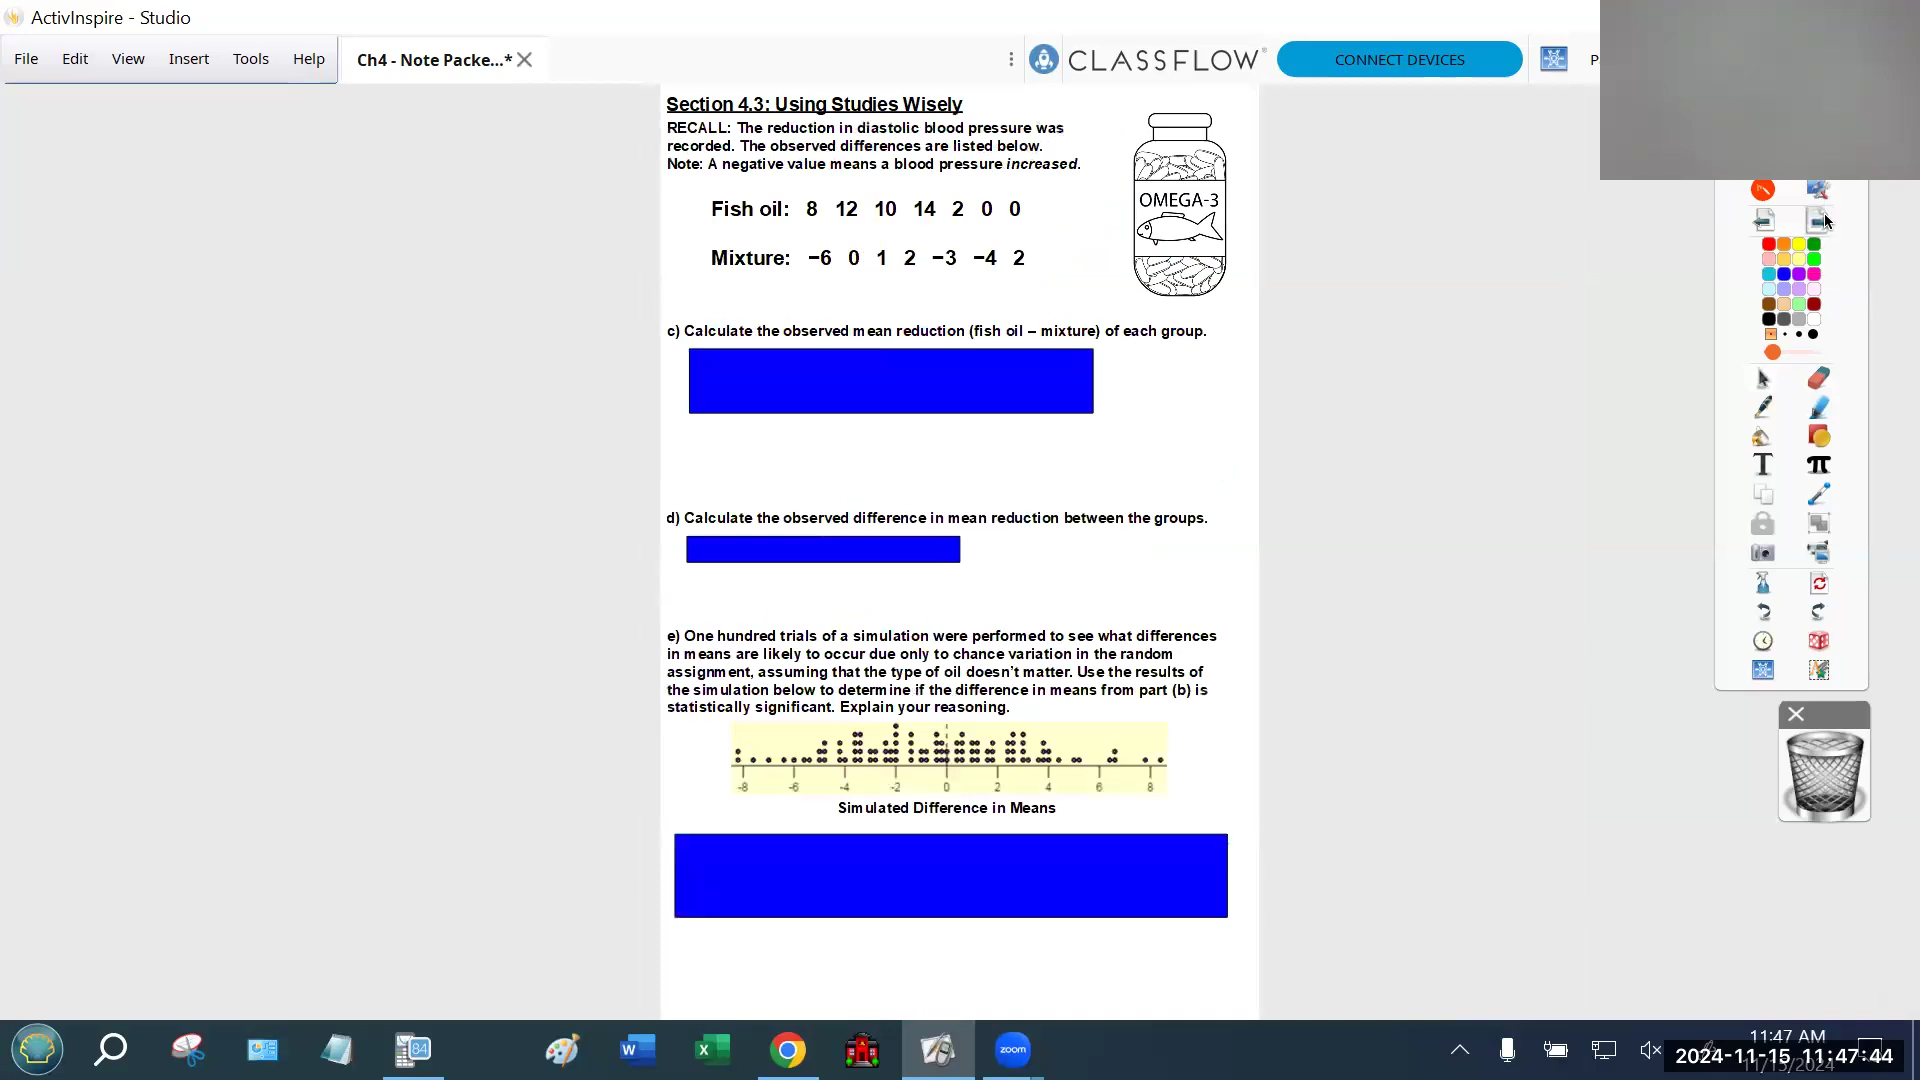 ActivInspire - Studio
File Edit View Insert Tools Help
Ch4 - Note Packe...*
CLASSFLOW
CONNECT DEVICES
Section 4.3: Using Studies Wisely
RECALL: The reduction in diastolic blood pressure was
recorded. The observed differences are listed below.
Note: A negative value means a blood pressure increased.
OMEGA-3
Fish oil: 8 12 10 14 2 0 0
Mixture: −6 0 1 2 −3 −4 2
c) Calculate the observed mean reduction (fish oil – mixture) of each group.
d) Calculate the observed difference in mean reduction between the groups.
e) One hundred trials of a simulation were performed to see what differences
in means are likely to occur due only to chance variation in the random
assignment, assuming that the type of oil doesn't matter. Use the results of
the simulation below to determine if the difference in means from part (b) is
statistically significant. Explain your reasoning.
-8 -6 -4 -2 0 2 4 6 8
Simulated Difference in Means
T π
84
W
X
zoom
11:47 AM
2024-11-15 11:47:44
11/15/2024